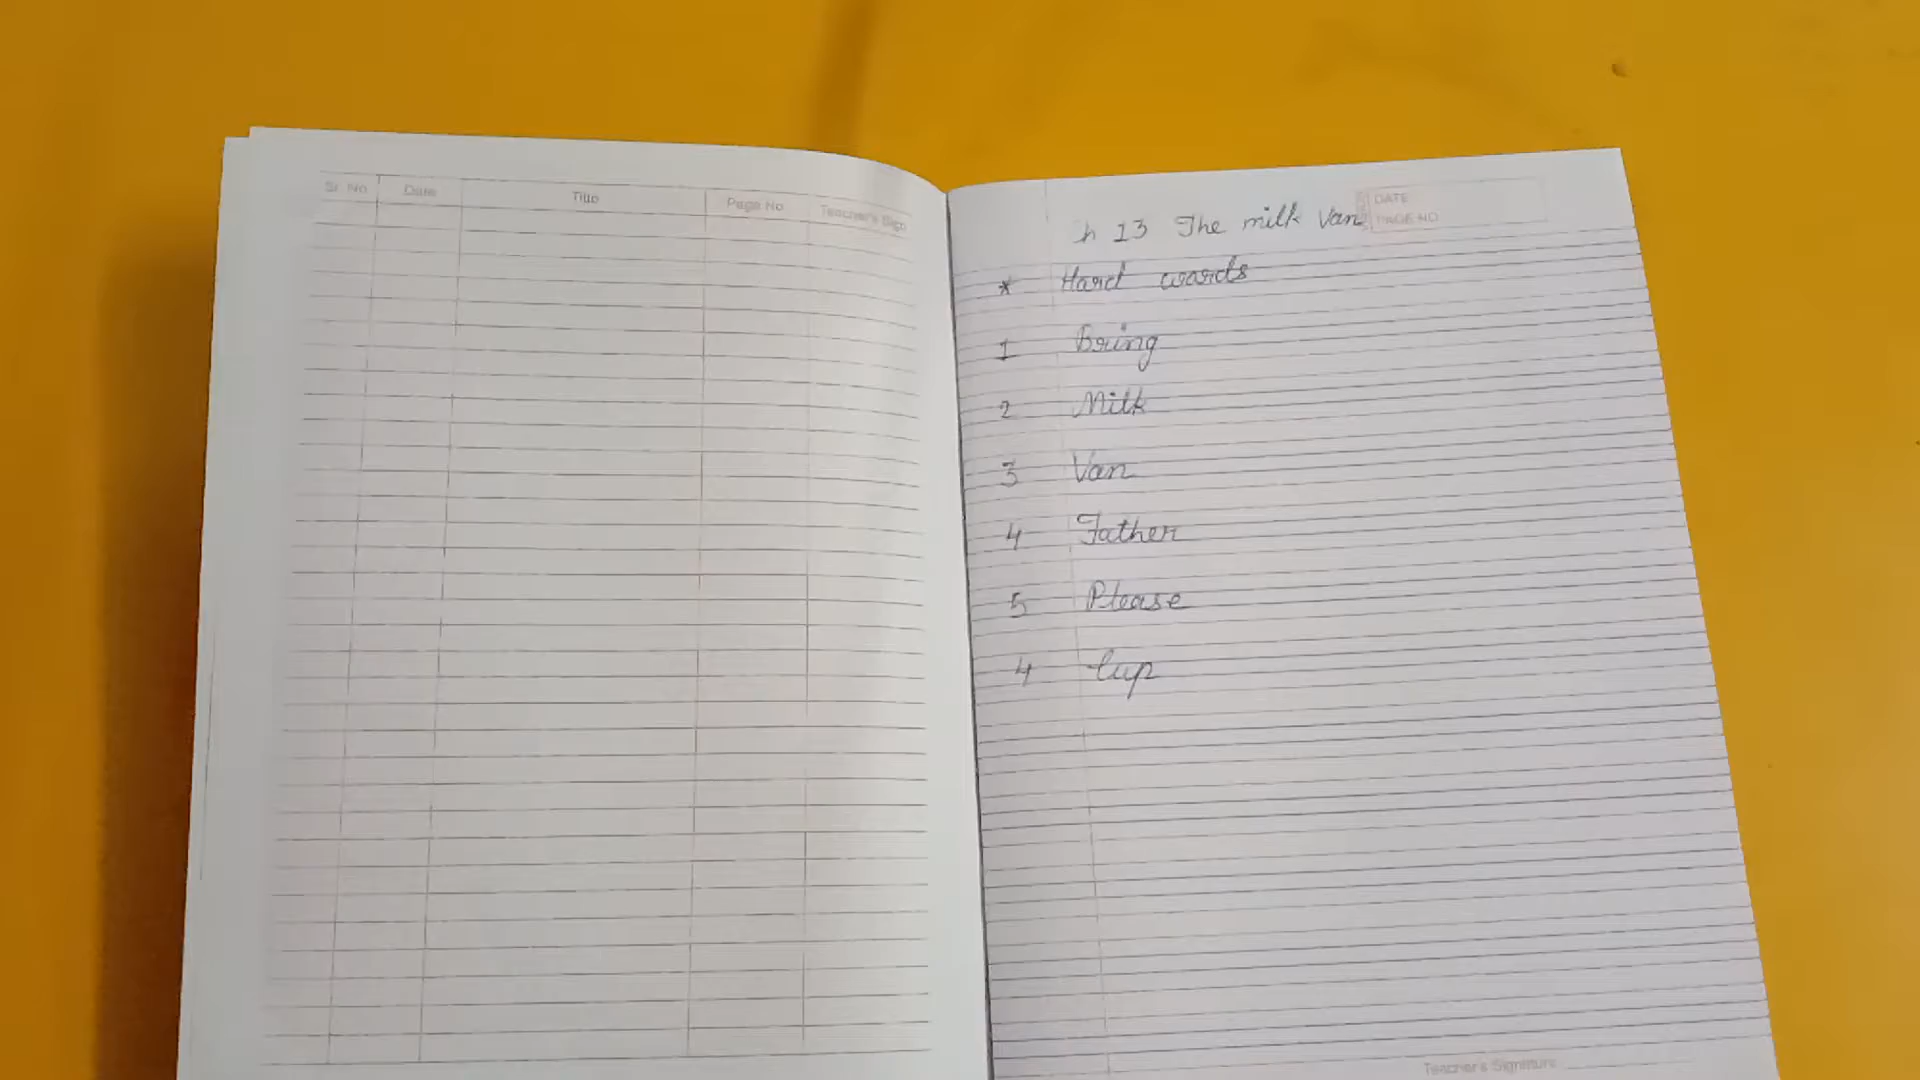 Sr. No Date Title Page No Teacher's Sign
DATE
PAGE NO
Ch 13 The milk Van
* Hard words
1 Bring
2 Milk
3 Van
4 Father
5 Please
4 Cup
Teacher's Signature